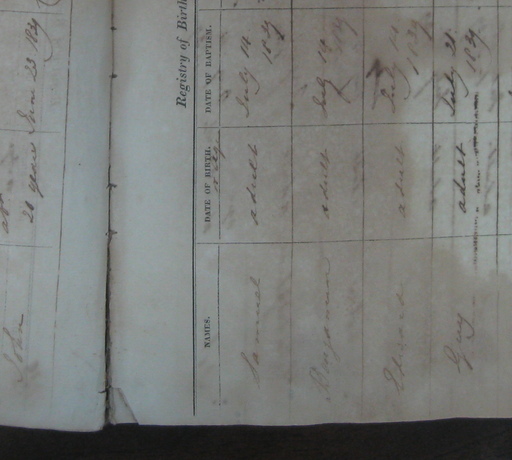 John
abt
20 years June 23 1839
Registry of Birth
NAMES. DATE OF BIRTH. DATE OF BAPTISM.
or age
Samuel adult July 14
1839
Benjamin adult July 14
1839
Edward adult July 14
1839
Guy adult July 21
1839